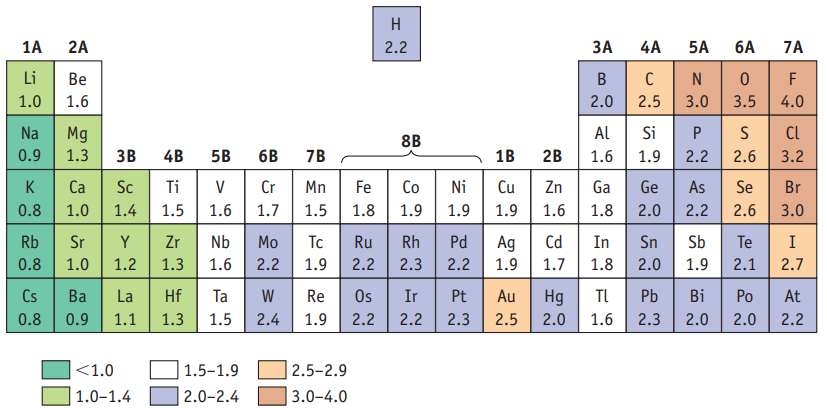 H
2.2
1A 2A 3A 4A 5A 6A 7A
Li Be B C N O F
1.0 1.6 2.0 2.5 3.0 3.5 4.0
Na Mg Al Si P S Cl
0.9 1.3 1.6 1.9 2.2 2.6 3.2
3B 4B 5B 6B 7B 8B 1B 2B
K Ca Sc Ti V Cr Mn Fe Co Ni Cu Zn Ga Ge As Se Br
0.8 1.0 1.4 1.5 1.6 1.7 1.5 1.8 1.9 1.9 1.9 1.6 1.8 2.0 2.2 2.6 3.0
Rb Sr Y Zr Nb Mo Tc Ru Rh Pd Ag Cd In Sn Sb Te I
0.8 1.0 1.2 1.3 1.6 2.2 1.9 2.2 2.3 2.2 1.9 1.7 1.8 2.0 1.9 2.1 2.7
Cs Ba La Hf Ta W Re Os Ir Pt Au Hg Tl Pb Bi Po At
0.8 0.9 1.1 1.3 1.5 2.4 1.9 2.2 2.2 2.3 2.5 2.0 1.6 2.3 2.0 2.0 2.2
<1.0 1.5–1.9 2.5–2.9
1.0–1.4 2.0–2.4 3.0–4.0